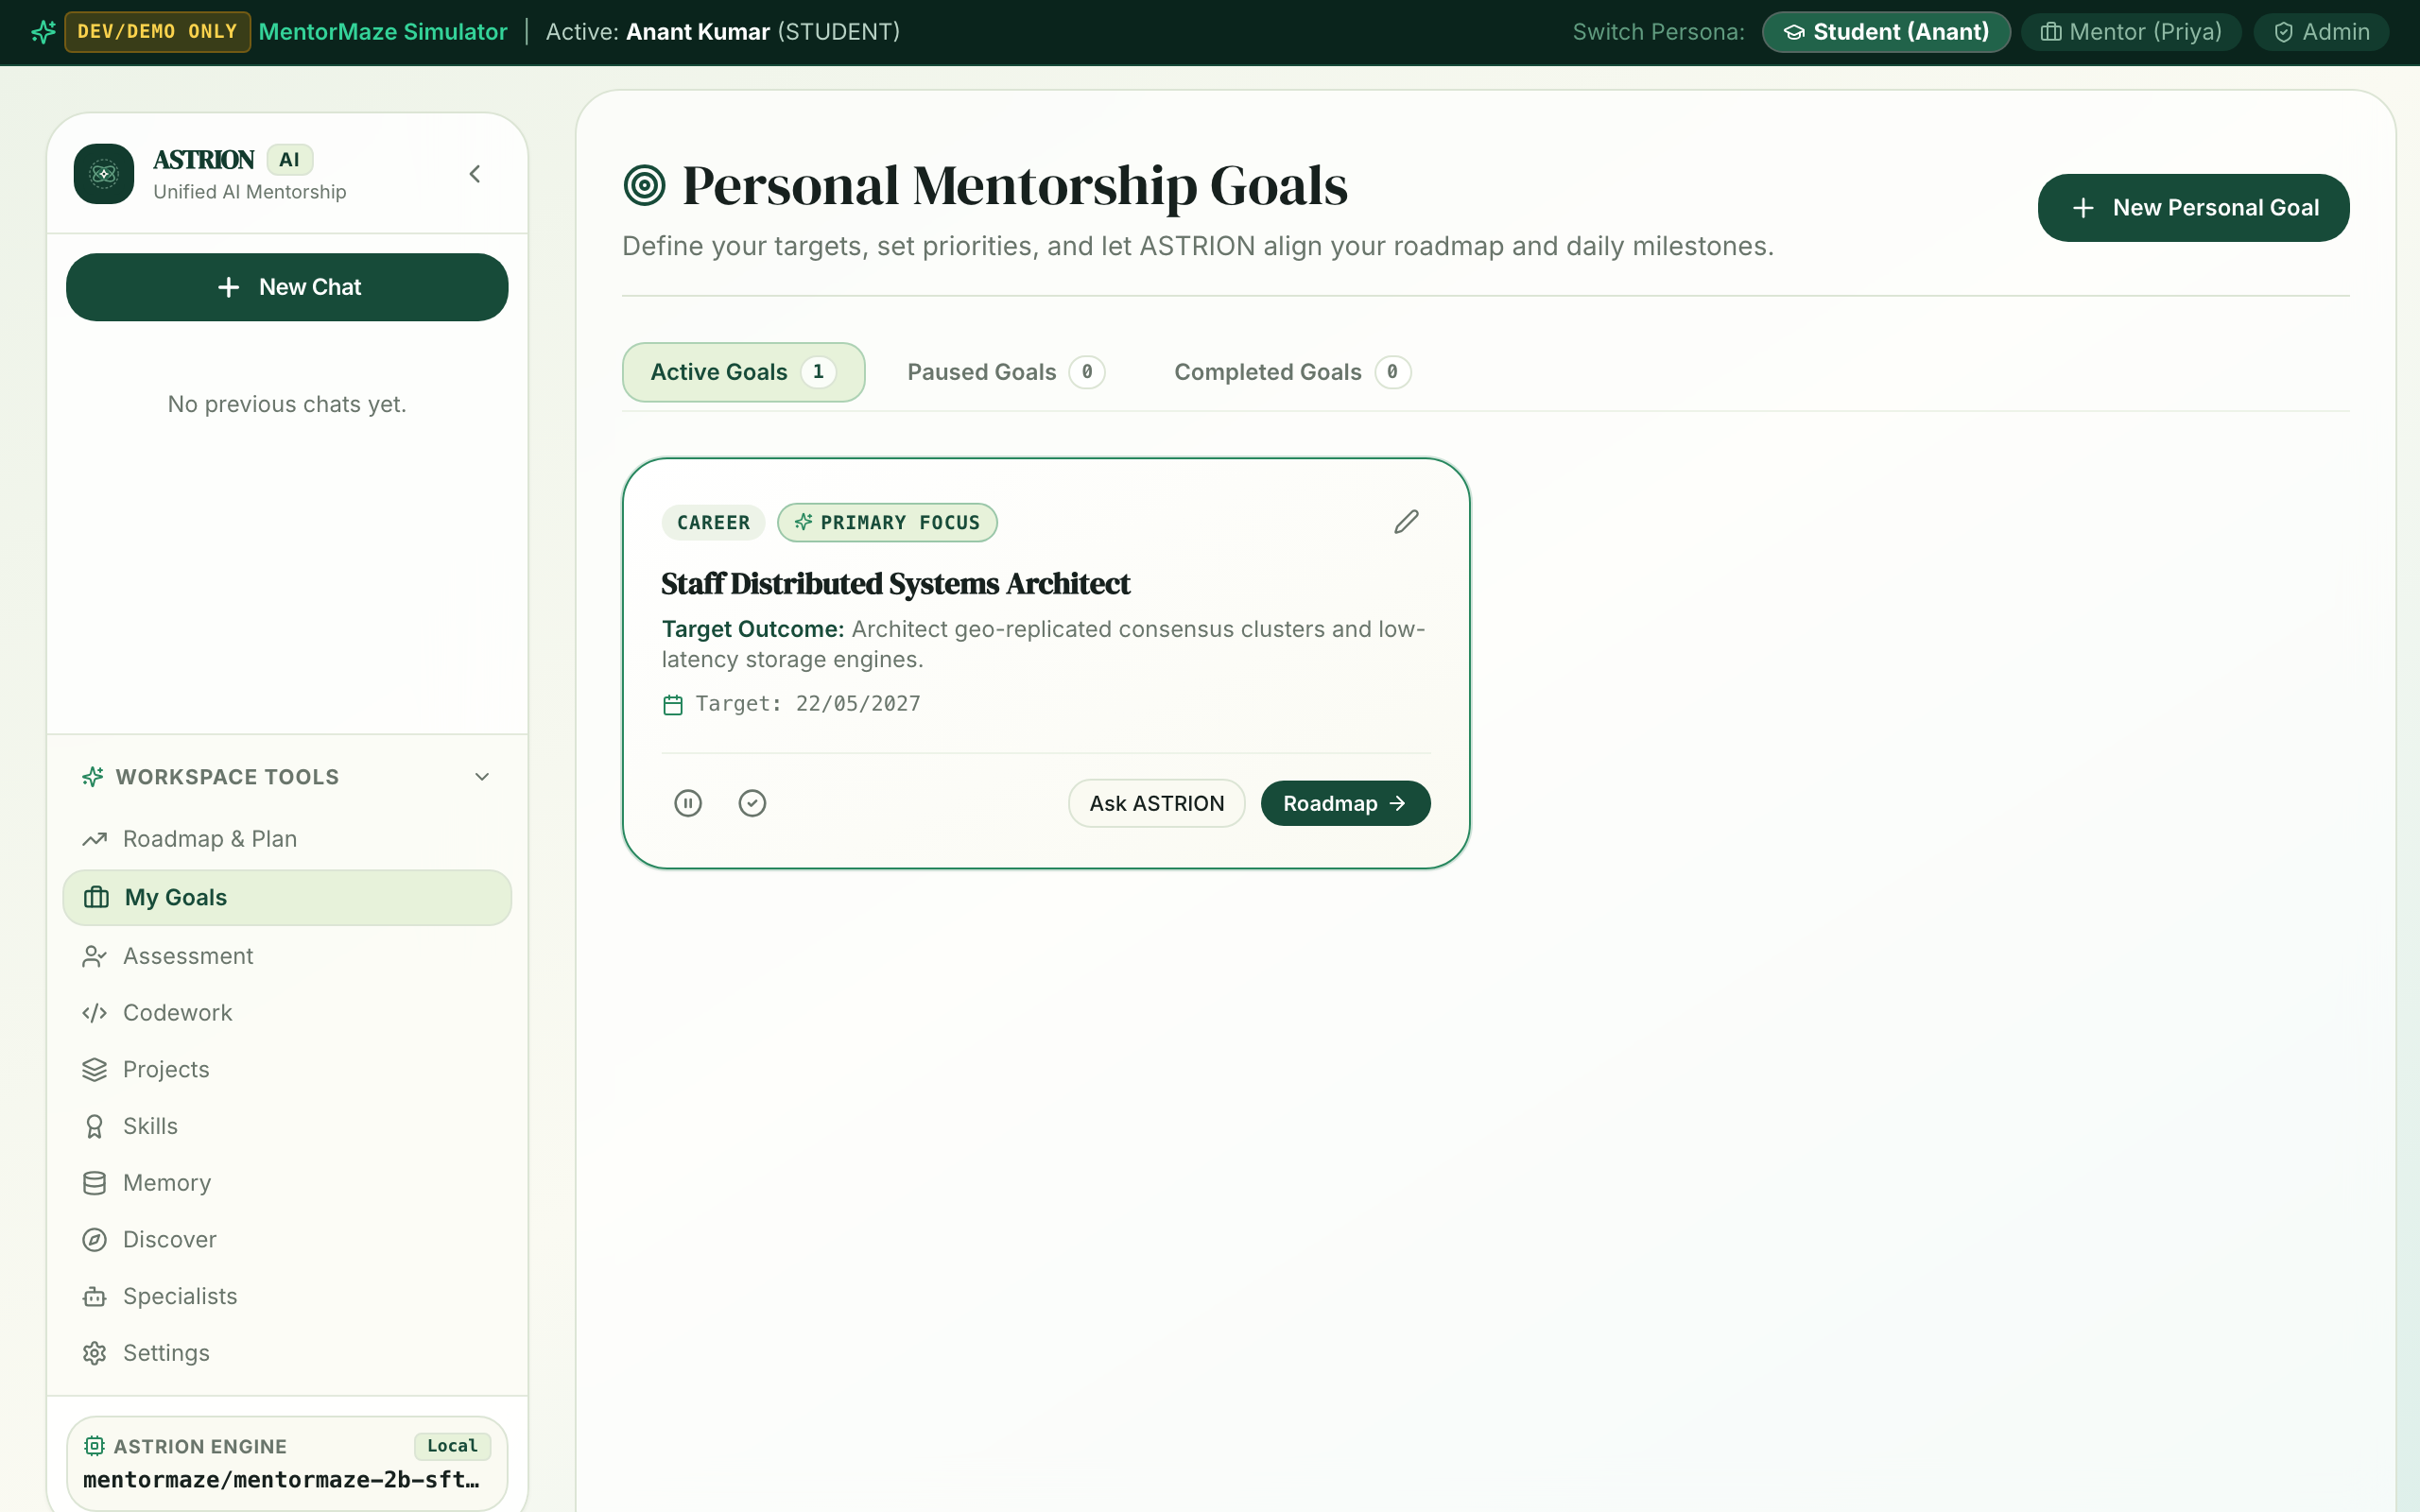 DEV/DEMO ONLY MentorMaze Simulator Active: Anant Kumar (STUDENT) Switch Persona: Student (Anant) Mentor (Priya) Admin
ASTRION AI
Unified AI Mentorship
New Chat
No previous chats yet.
WORKSPACE TOOLS
Roadmap & Plan
My Goals
Assessment
Codework
Projects
Skills
Memory
Discover
Specialists
Settings
ASTRION ENGINE Local
mentormaze/mentormaze-2b-sft…
Personal Mentorship Goals
Define your targets, set priorities, and let ASTRION align your roadmap and daily milestones.
New Personal Goal
Active Goals 1 Paused Goals 0 Completed Goals 0
CAREER PRIMARY FOCUS
Staff Distributed Systems Architect
Target Outcome: Architect geo-replicated consensus clusters and low-
latency storage engines.
Target: 22/05/2027
Ask ASTRION Roadmap